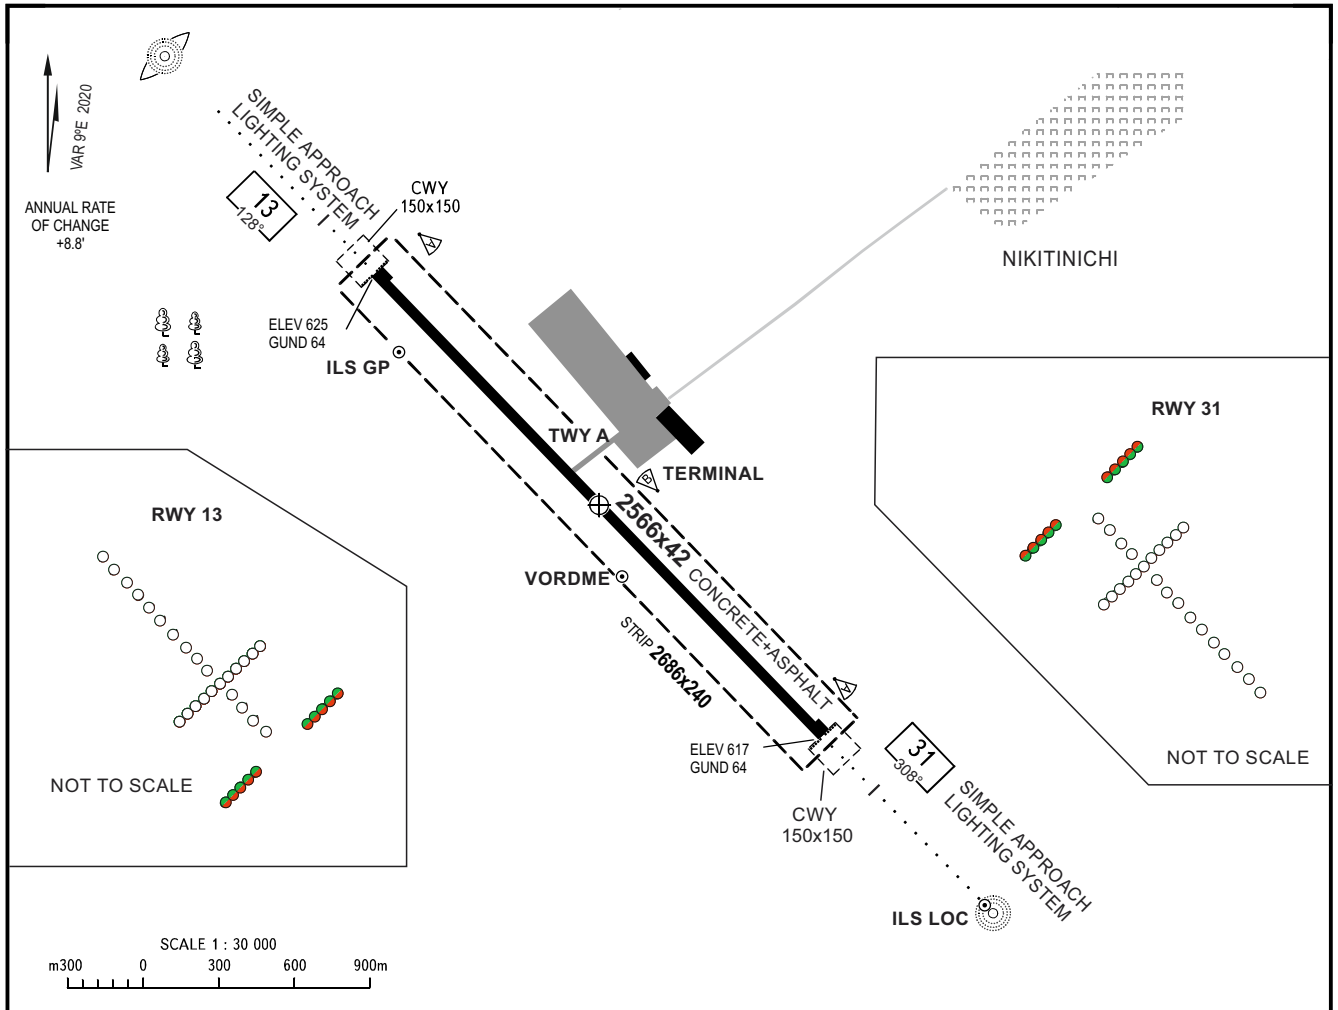 VAR 9°E 2020
ANNUAL RATE
OF CHANGE
+8.8'
SIMPLE APPROACH
LIGHTING SYSTEM
13
128°
CWY
150x150
A
ELEV 625
GUND 64
ILS GP
NIKITINICHI
TWY A
TERMINAL
B
2566x42 CONCRETE+ASPHALT
VORDME
STRIP 2686x240
A
RWY 13
NOT TO SCALE
RWY 31
NOT TO SCALE
ELEV 617
GUND 64
31
308°
CWY
150x150
SIMPLE APPROACH
LIGHTING SYSTEM
ILS LOC
SCALE 1 : 30 000
m300 0 300 600 900m